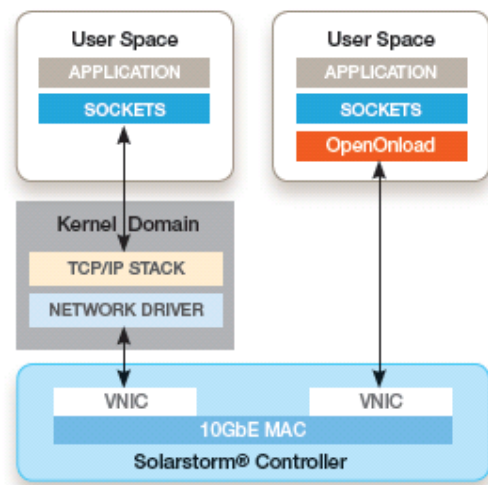 User Space
APPLICATION
SOCKETS
User Space
APPLICATION
SOCKETS
OpenOnload
Kernel Domain
TCP/IP STACK
NETWORK DRIVER
VNIC
VNIC
10GbE MAC
Solarstorm® Controller